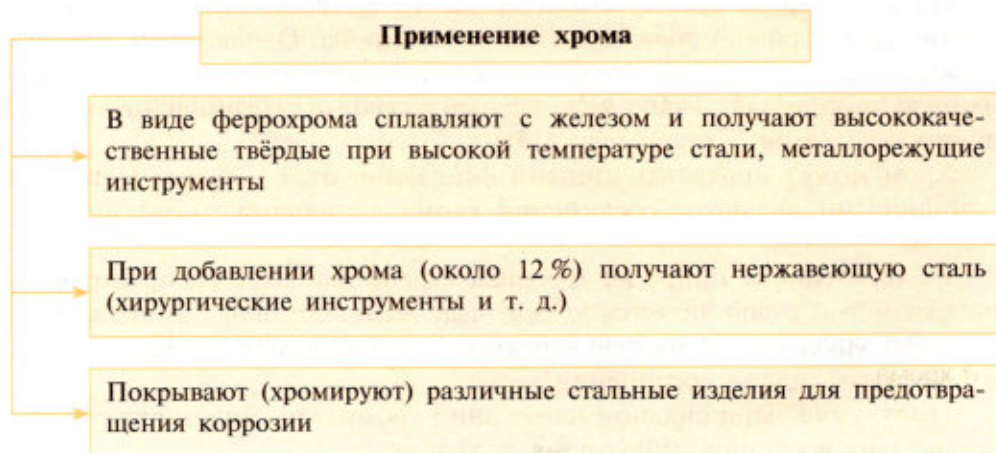 Применение хрома
В виде феррохрома сплавляют с железом и получают высококаче-
ственные твёрдые при высокой температуре стали, металлорежущие
инструменты
При добавлении хрома (около 12 %) получают нержавеющую сталь
(хирургические инструменты и т. д.)
Покрывают (хромируют) различные стальные изделия для предотвра-
щения коррозии